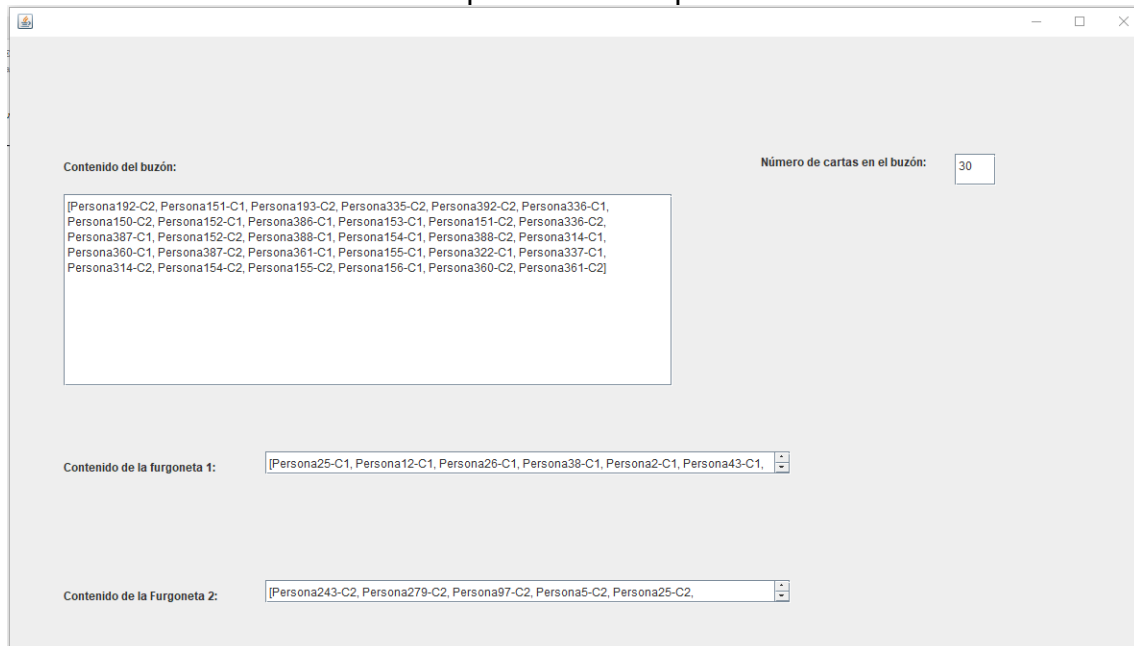 Contenido del buzón:
Número de cartas en el buzón:
30
[Persona192-C2, Persona151-C1, Persona193-C2, Persona335-C2, Persona392-C2, Persona336-C1,
Persona150-C2, Persona152-C1, Persona386-C1, Persona153-C1, Persona151-C2, Persona336-C2,
Persona387-C1, Persona152-C2, Persona388-C1, Persona154-C1, Persona388-C2, Persona314-C1,
Persona360-C1, Persona387-C2, Persona361-C1, Persona155-C1, Persona322-C1, Persona337-C1,
Persona314-C2, Persona154-C2, Persona155-C2, Persona156-C1, Persona360-C2, Persona361-C2]
Contenido de la furgoneta 1:
[Persona25-C1, Persona12-C1, Persona26-C1, Persona38-C1, Persona2-C1, Persona43-C1,
Contenido de la Furgoneta 2:
[Persona243-C2, Persona279-C2, Persona97-C2, Persona5-C2, Persona25-C2,